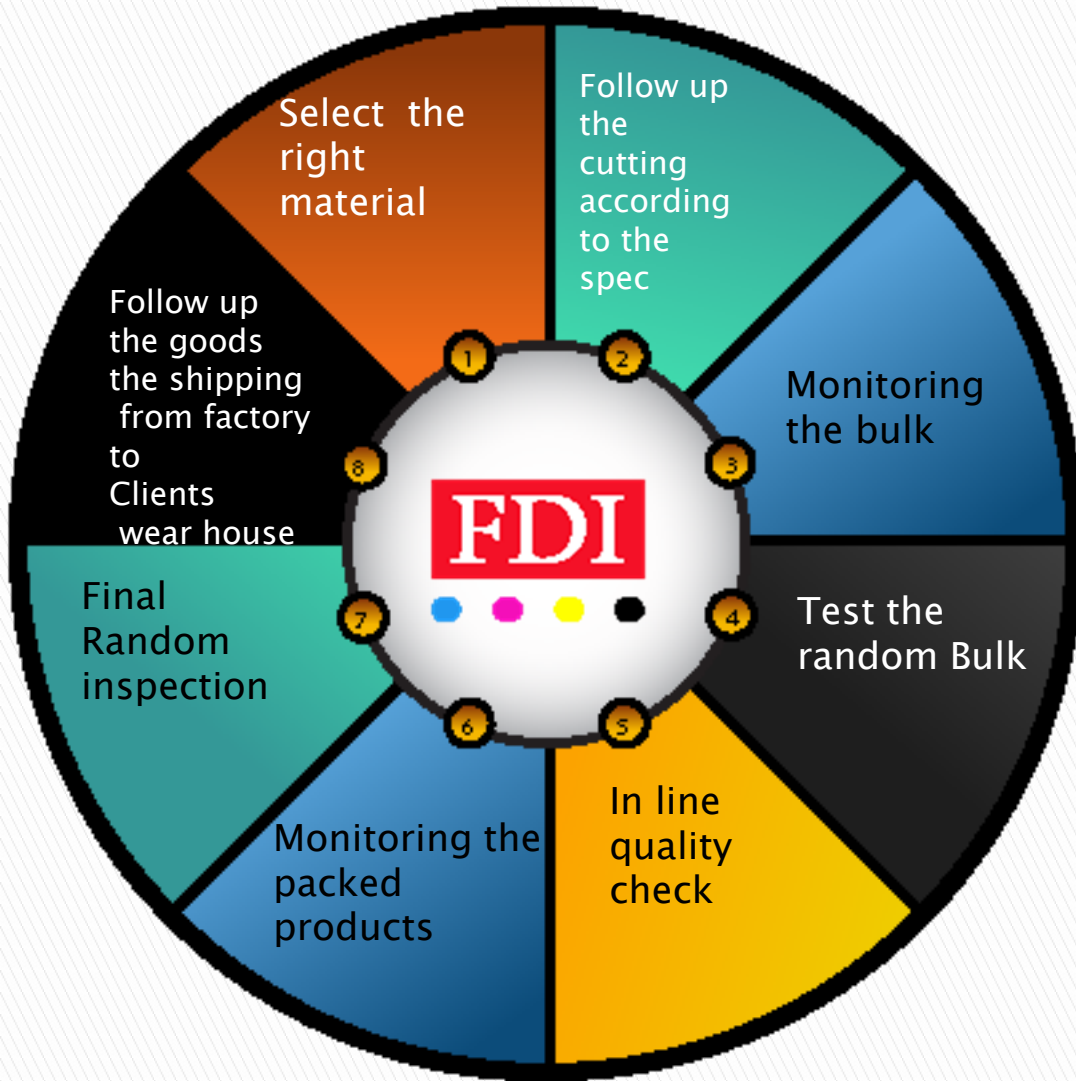 Select the
right
material
1
Follow up
the
cutting
according
to the
spec
2
Monitoring
the bulk
3
Test the
random Bulk
4
In line
quality
check
5
Monitoring the
packed
products
6
Final
Random
inspection
7
Follow up
the goods
the shipping
from factory
to
Clients
wear house
8
FDI